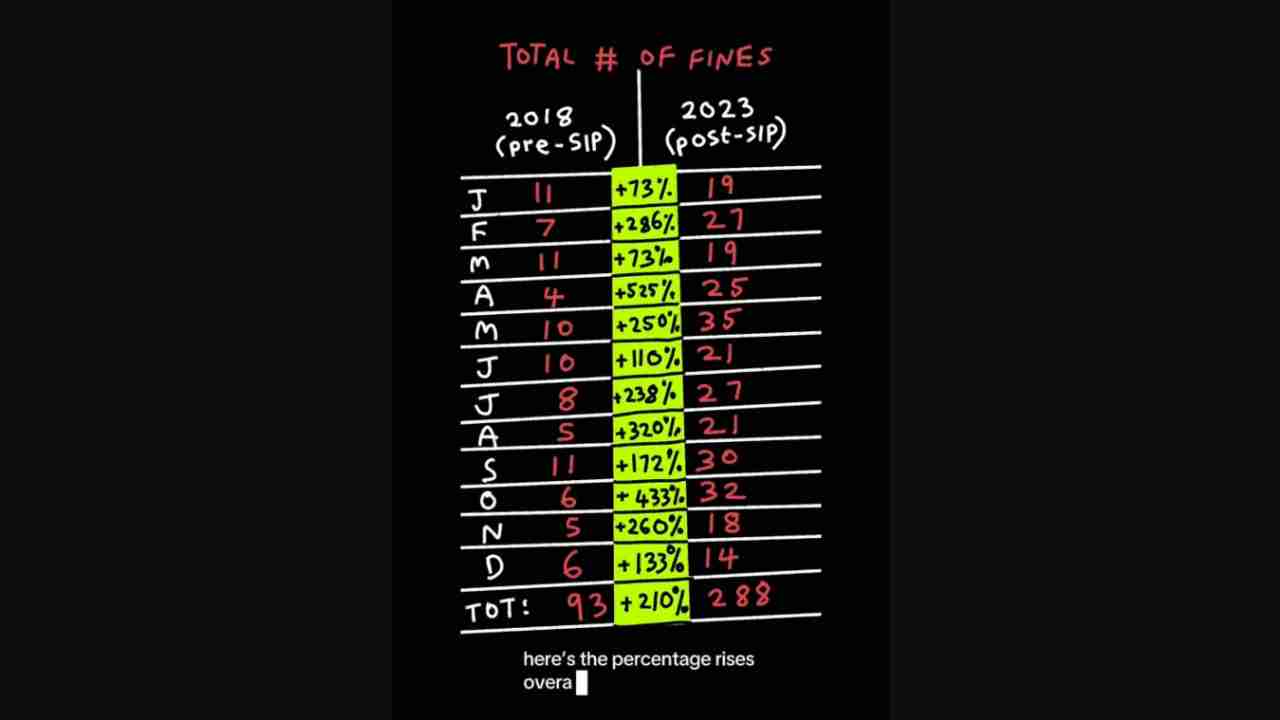 TOTAL # OF FINES
2018 2023
(pre-SIP) (post-SIP)
J 11 +73% 19
F 7 +286% 27
M 11 +73% 19
A 4 +525% 25
M 10 +250% 35
J 10 +110% 21
J 8 +238% 27
A 5 +320% 21
S 11 +172% 30
O 6 +433% 32
N 5 +260% 18
D 6 +133% 14
TOT: 93 +210% 288
here's the percentage rises
overa